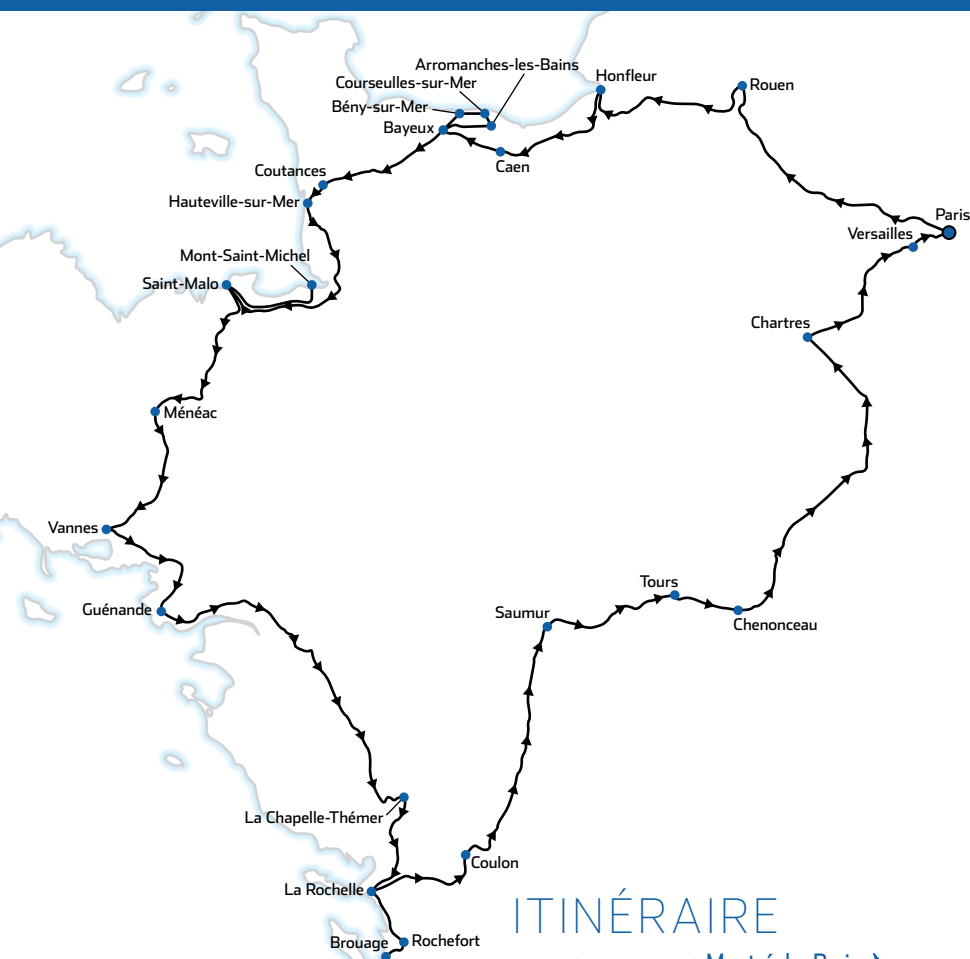 Arromanches-les-Bains
Courseulles-sur-Mer
Honfleur
Rouen
Bény-sur-Mer
Bayeux
Caen
Coutances
Hauteville-sur-Mer
Paris
Versailles
Mont-Saint-Michel
Saint-Malo
Chartres
Ménéac
Vannes
Tours
Guénande
Saumur
Chenonceau
La Chapelle-Thémer
Coulon
La Rochelle
ITINÉRAIRE
Brouage
Rochefort